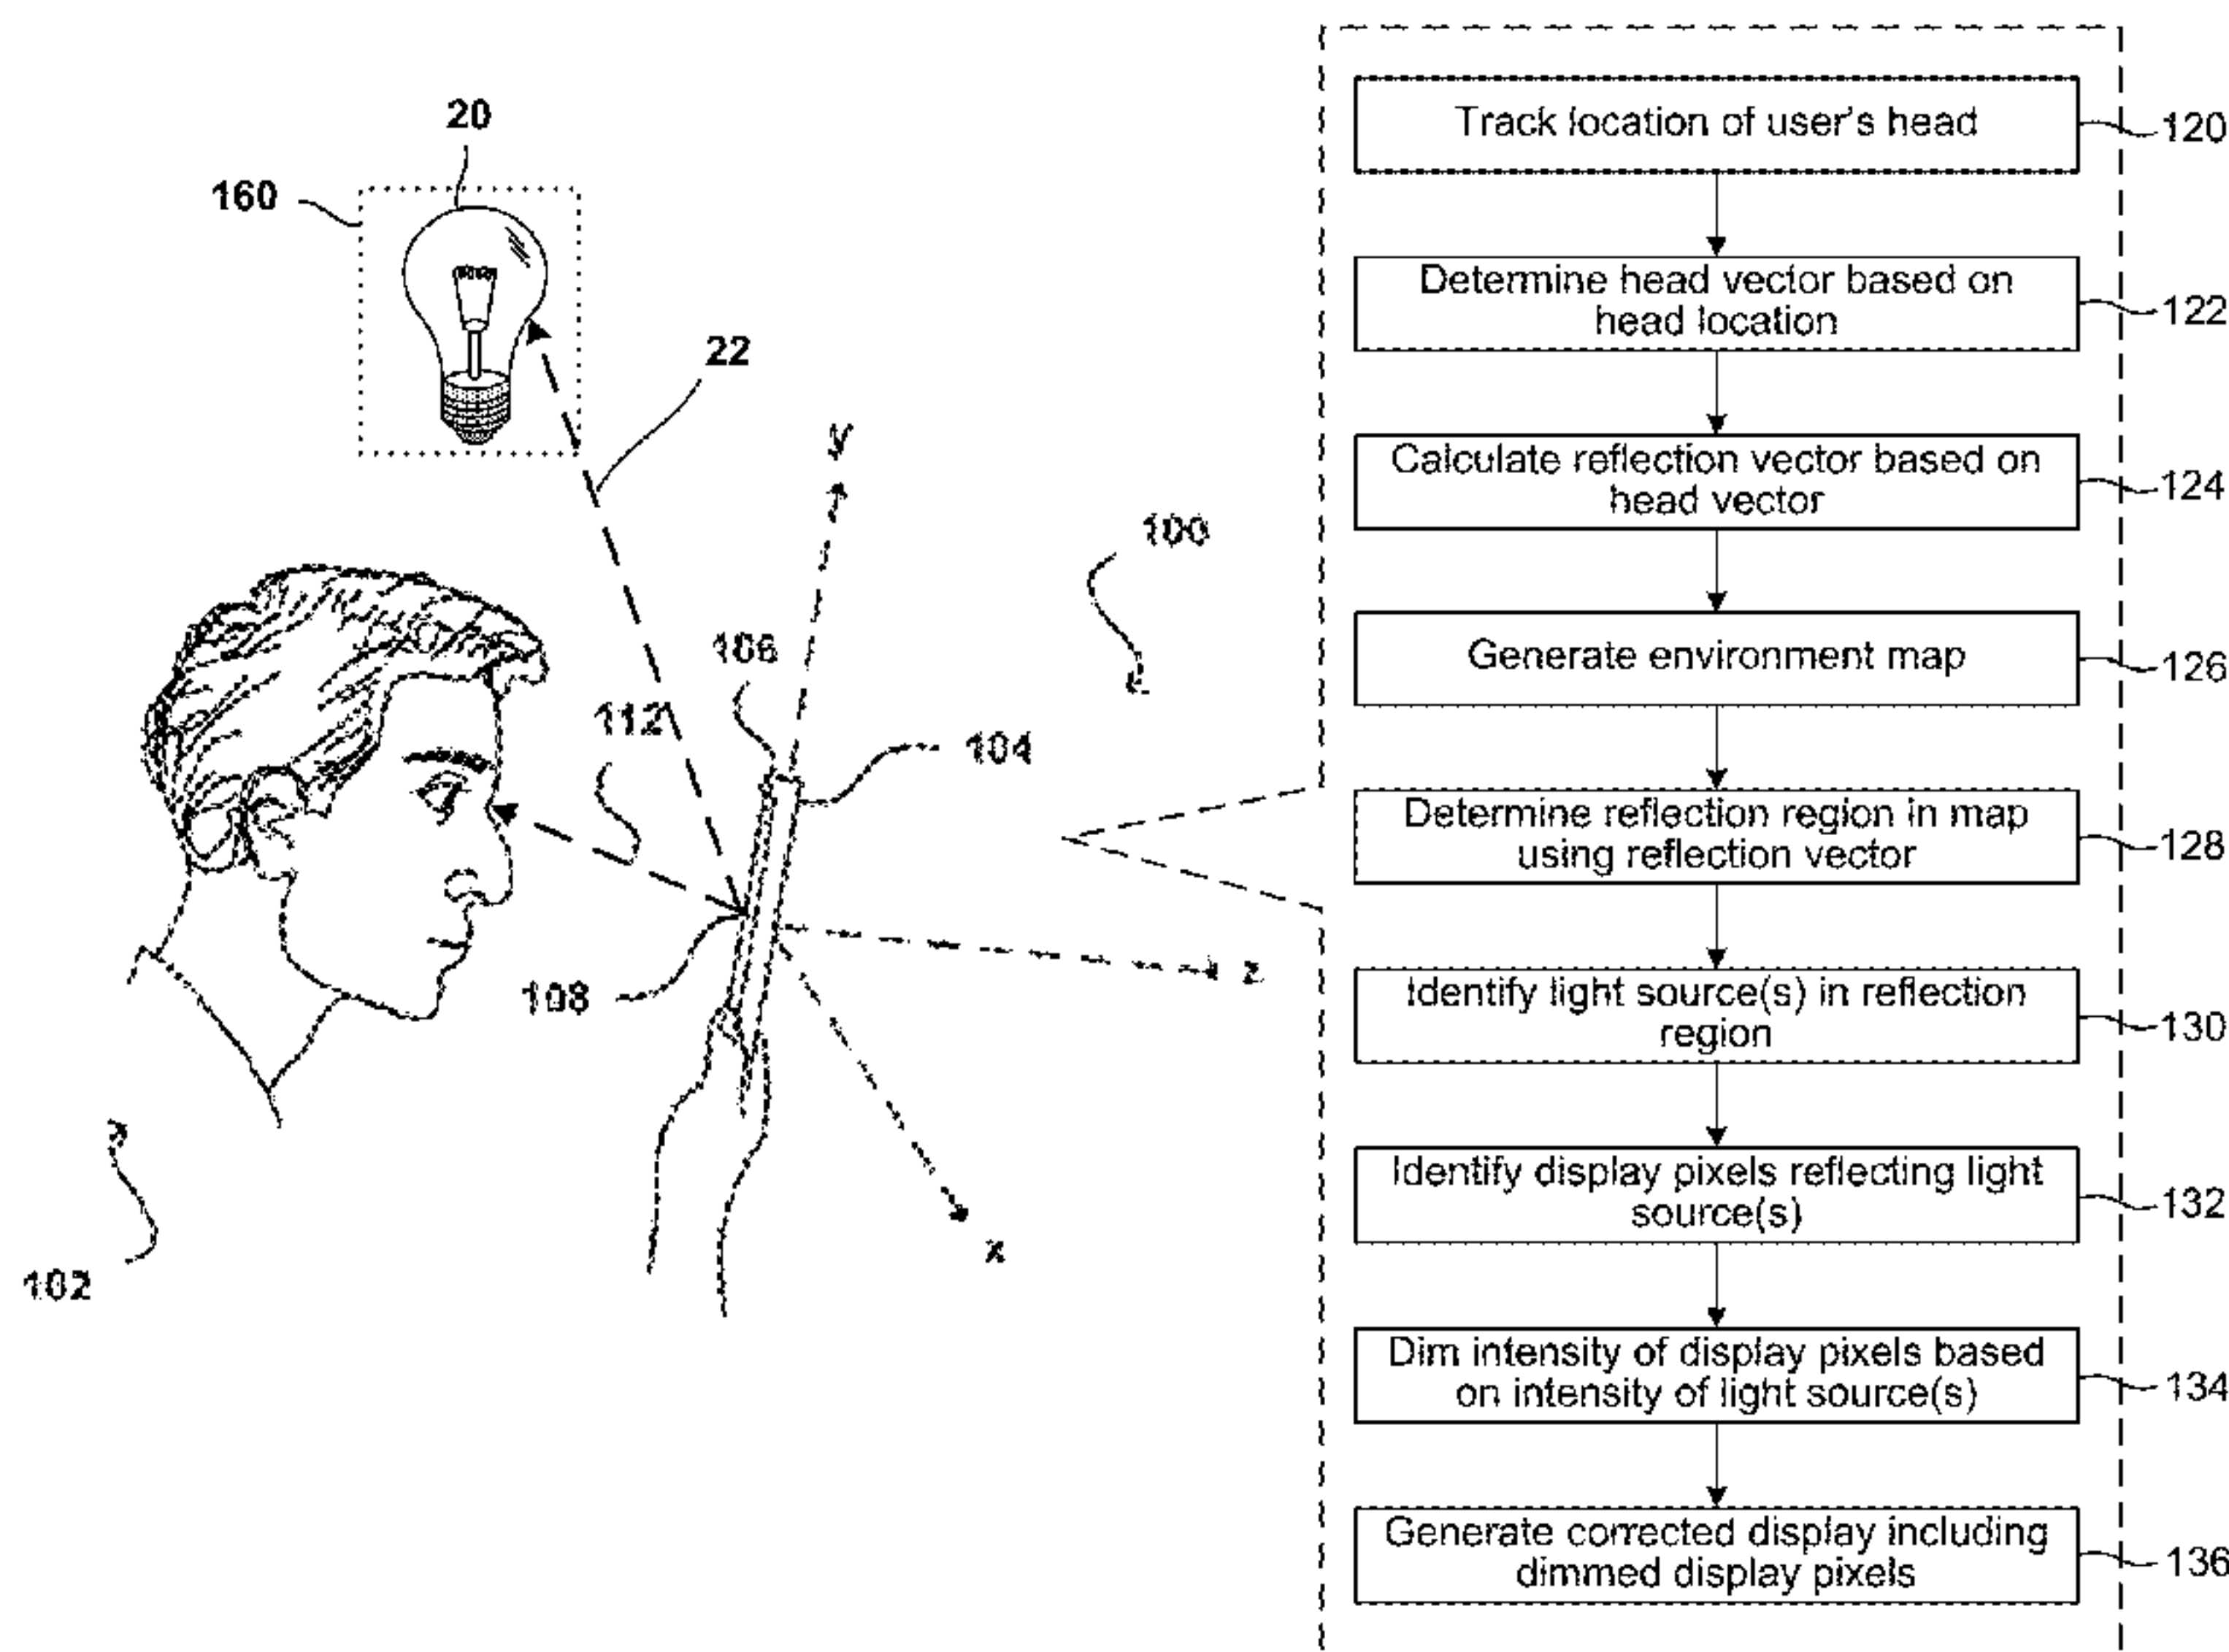 20
160
22
y
100
106
112
104
108
z
x
102
Track location of user's head
120
Determine head vector based on
head location
122
Calculate reflection vector based on
head vector
124
Generate environment map
126
Determine reflection region in map
using reflection vector
128
Identify light source(s) in reflection
region
130
Identify display pixels reflecting light
source(s)
132
Dim intensity of display pixels based
on intensity of light source(s)
134
Generate corrected display including
dimmed display pixels
136